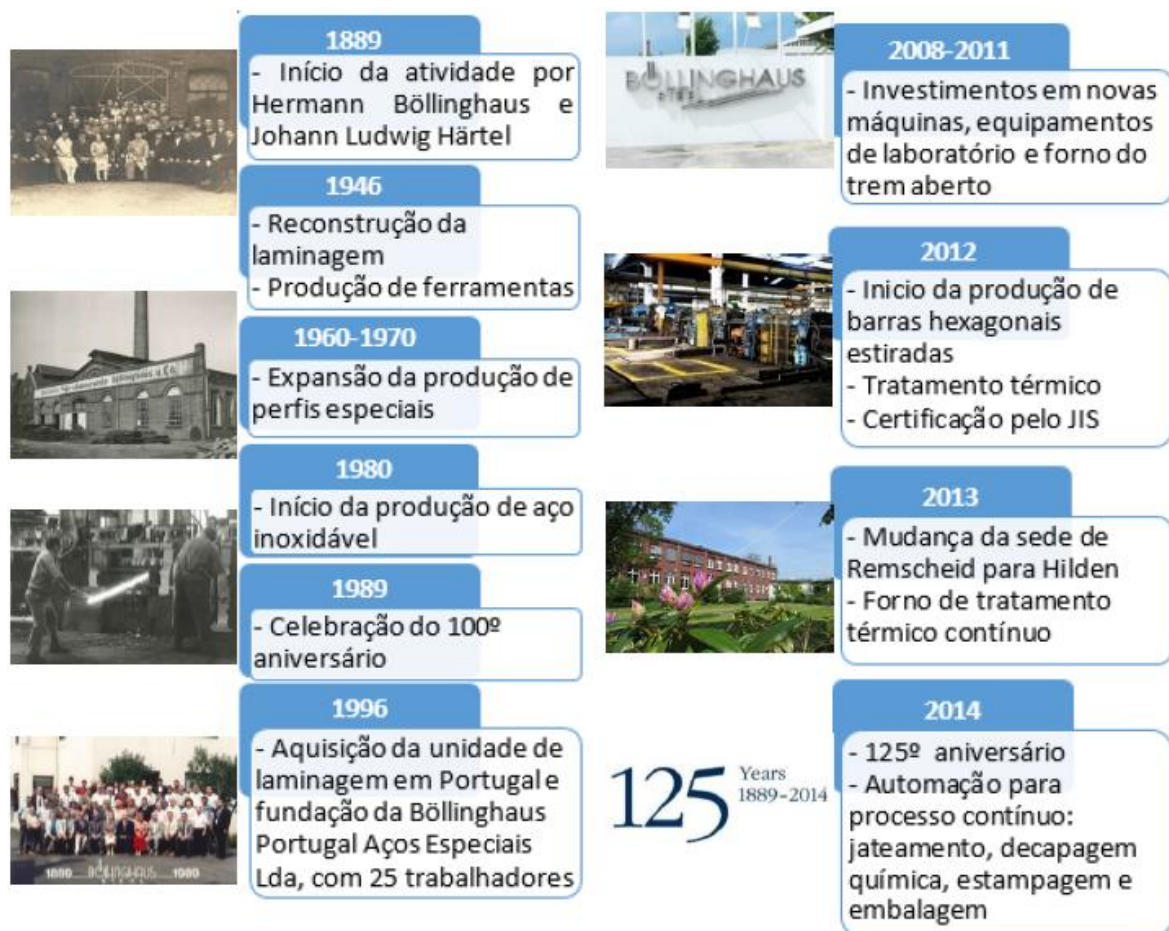 1889
- Início da atividade por
Hermann Böllinghaus e
Johann Ludwig Härtel
1946
- Reconstrução da
laminagem
- Produção de ferramentas
1960-1970
- Expansão da produção de
perfis especiais
1980
- Início da produção de aço
inoxidável
1989
- Celebração do 100º
aniversário
1996
- Aquisição da unidade de
laminagem em Portugal e
fundação da Böllinghaus
Portugal Aços Especiais
Lda, com 25 trabalhadores
1889 BÖLLINGHAUS 1989
BÖLLINGHAUS
STEEL
2008-2011
- Investimentos em novas
máquinas, equipamentos
de laboratório e forno do
trem aberto
2012
- Inicio da produção de
barras hexagonais
estiradas
- Tratamento térmico
- Certificação pelo JIS
2013
- Mudança da sede de
Remscheid para Hilden
- Forno de tratamento
térmico contínuo
125 Years
1889-2014
2014
- 125º aniversário
- Automação para
processo contínuo:
jateamento, decapagem
química, estampagem e
embalagem